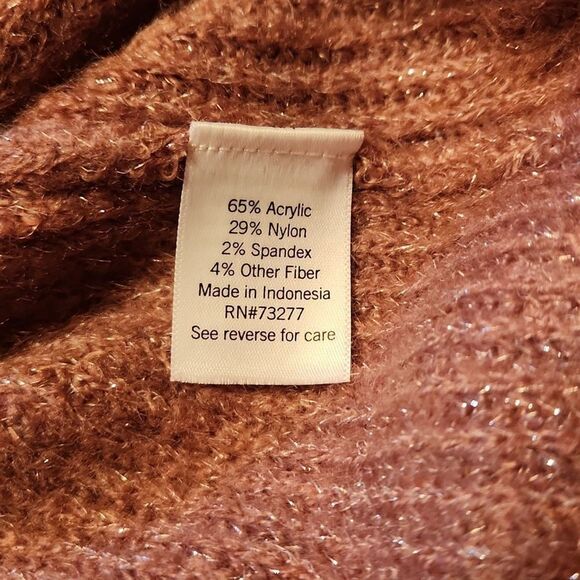 65% Acrylic
29% Nylon
2% Spandex
4% Other Fiber
Made in Indonesia
RN#73277
See reverse for care